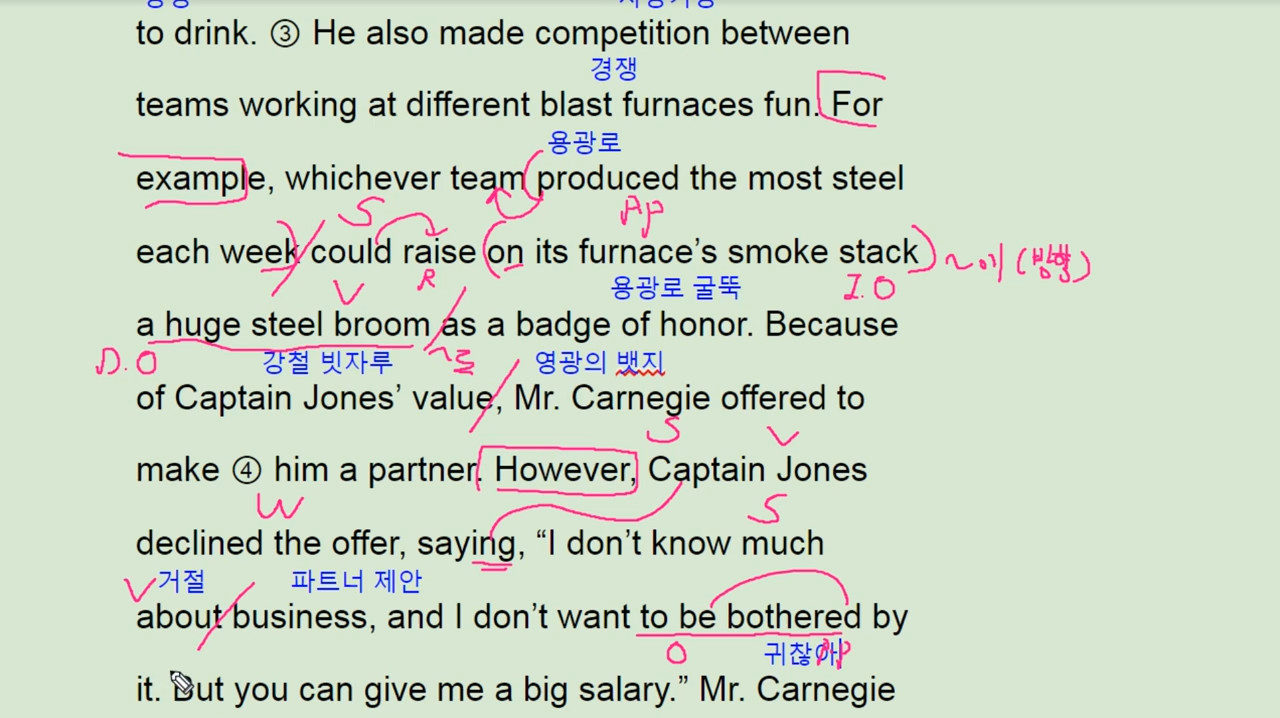 to drink. ③ He also made competition between
경쟁
teams working at different blast furnaces fun. For
용광로
example, whichever team produced the most steel
S AP
each week could raise on its furnace's smoke stack ~에 (방향)
V R 용광로 굴뚝 I.O
a huge steel broom as a badge of honor. Because
D.O 강철 빗자루 ~로 영광의 뱃지
of Captain Jones' value, Mr. Carnegie offered to
S V
make ④ him a partner. However, Captain Jones
W S
declined the offer, saying, “I don't know much
V 거절 파트너 제안
about business, and I don't want to be bothered by
O 귀찮아
it. But you can give me a big salary.” Mr. Carnegie